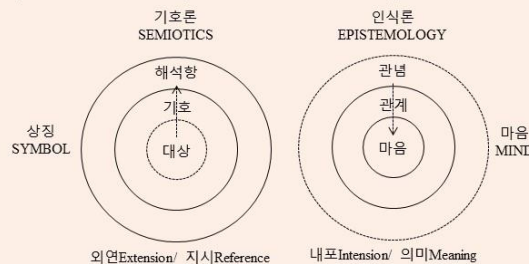 기호론
SEMIOTICS
해석항
기호
대상
상징
SYMBOL
외연Extension/ 지시Reference
인식론
EPISTEMOLOGY
관념
관계
마음
마음
MIND
내포Intension/ 의미Meaning